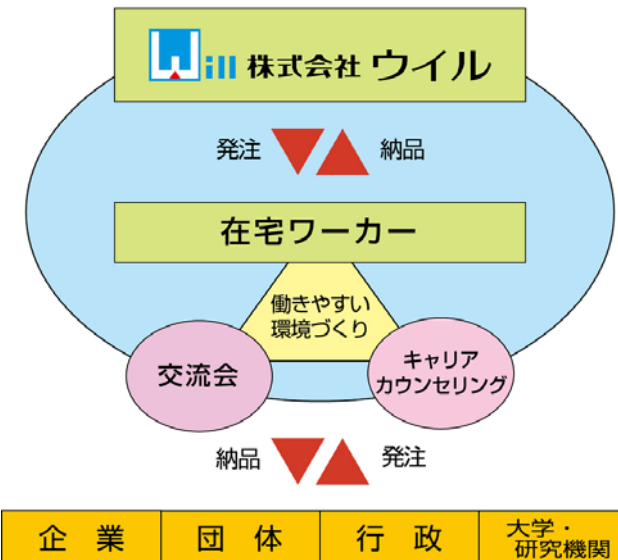 Will 株式会社 ウイル
発注 納品
在宅ワーカー
働きやすい
環境づくり
交流会
キャリア
カウンセリング
納品 発注
企業 団体 行政 大学・
研究機関